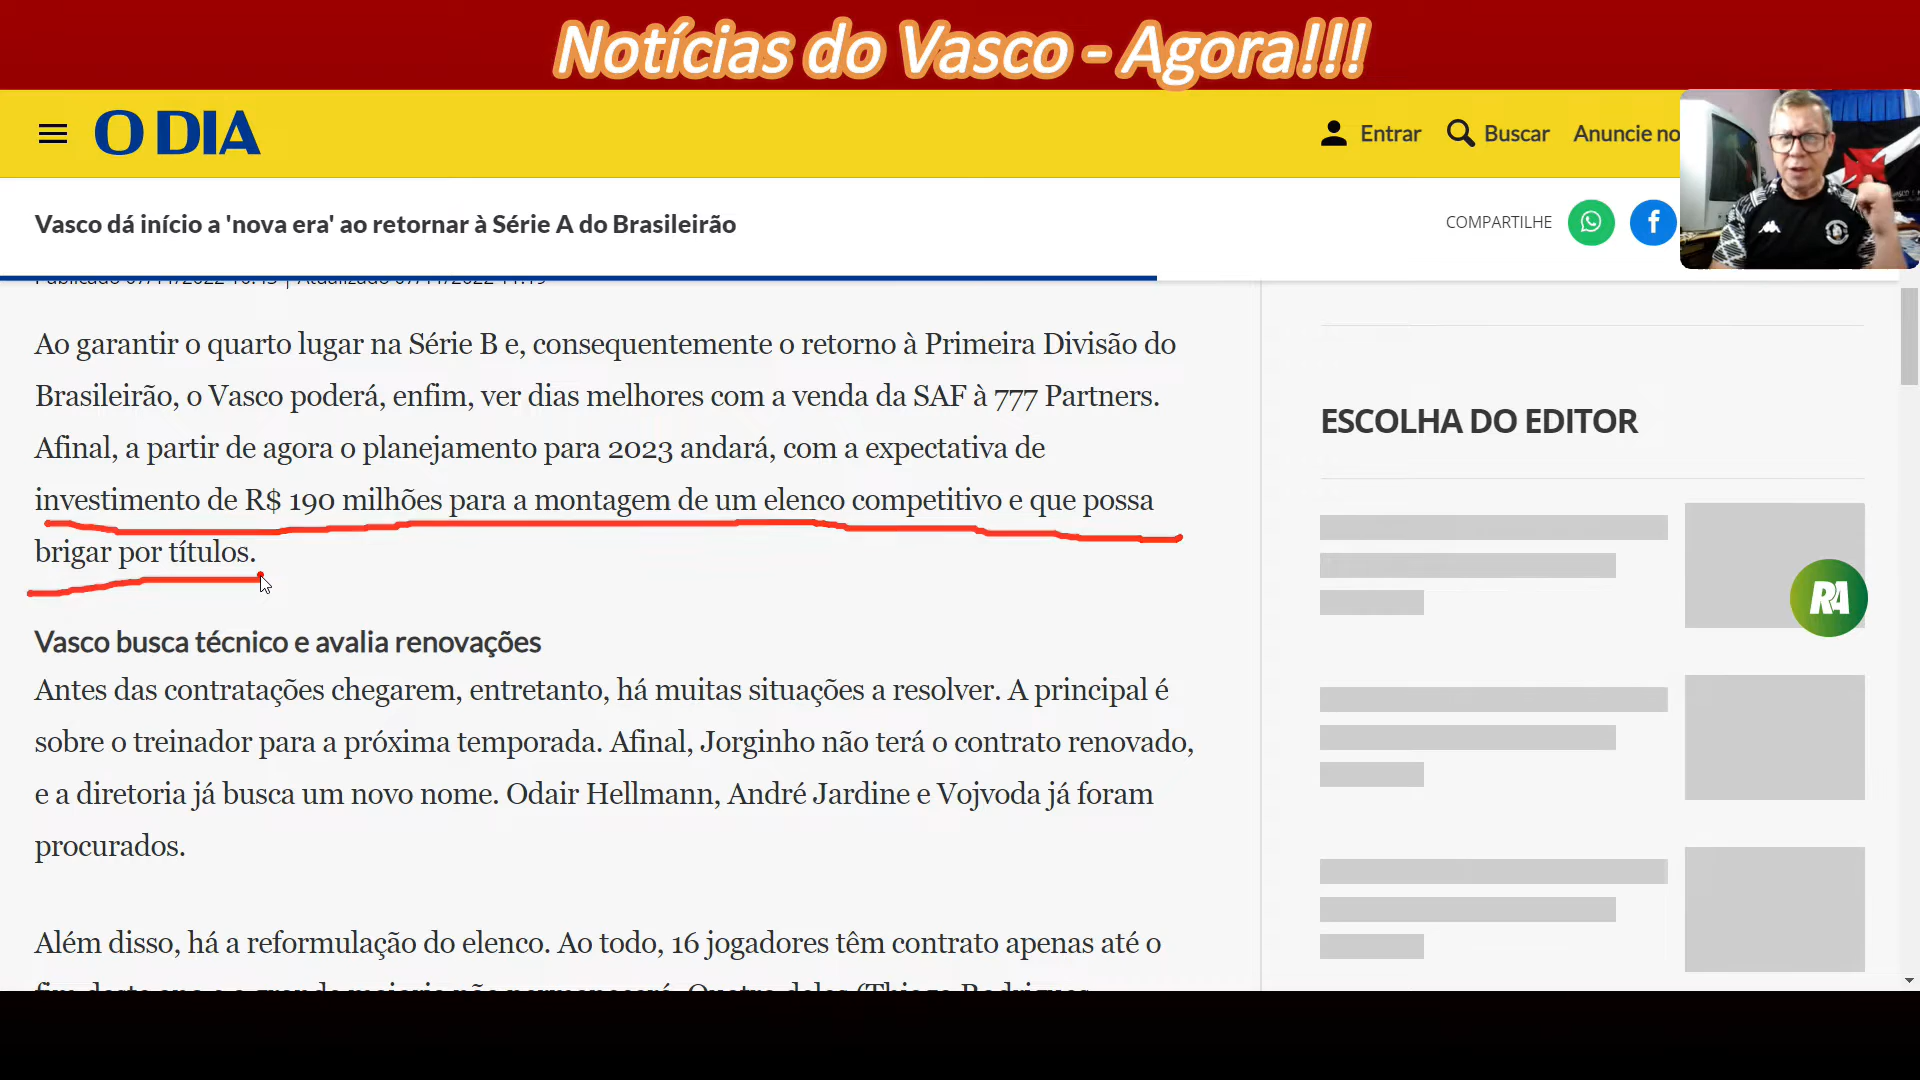 Notícias do Vasco - Agora!!!
O DIA
Entrar
Buscar
Anuncie no
Vasco dá início a 'nova era' ao retornar à Série A do Brasileirão
COMPARTILHE
Ao garantir o quarto lugar na Série B e, consequentemente o retorno à Primeira Divisão do
Brasileirão, o Vasco poderá, enfim, ver dias melhores com a venda da SAF à 777 Partners.
Afinal, a partir de agora o planejamento para 2023 andará, com a expectativa de
investimento de R$ 190 milhões para a montagem de um elenco competitivo e que possa
brigar por títulos.
Vasco busca técnico e avalia renovações
Antes das contratações chegarem, entretanto, há muitas situações a resolver. A principal é
sobre o treinador para a próxima temporada. Afinal, Jorginho não terá o contrato renovado,
e a diretoria já busca um novo nome. Odair Hellmann, André Jardine e Vojvoda já foram
procurados.
Além disso, há a reformulação do elenco. Ao todo, 16 jogadores têm contrato apenas até o
ESCOLHA DO EDITOR
RA